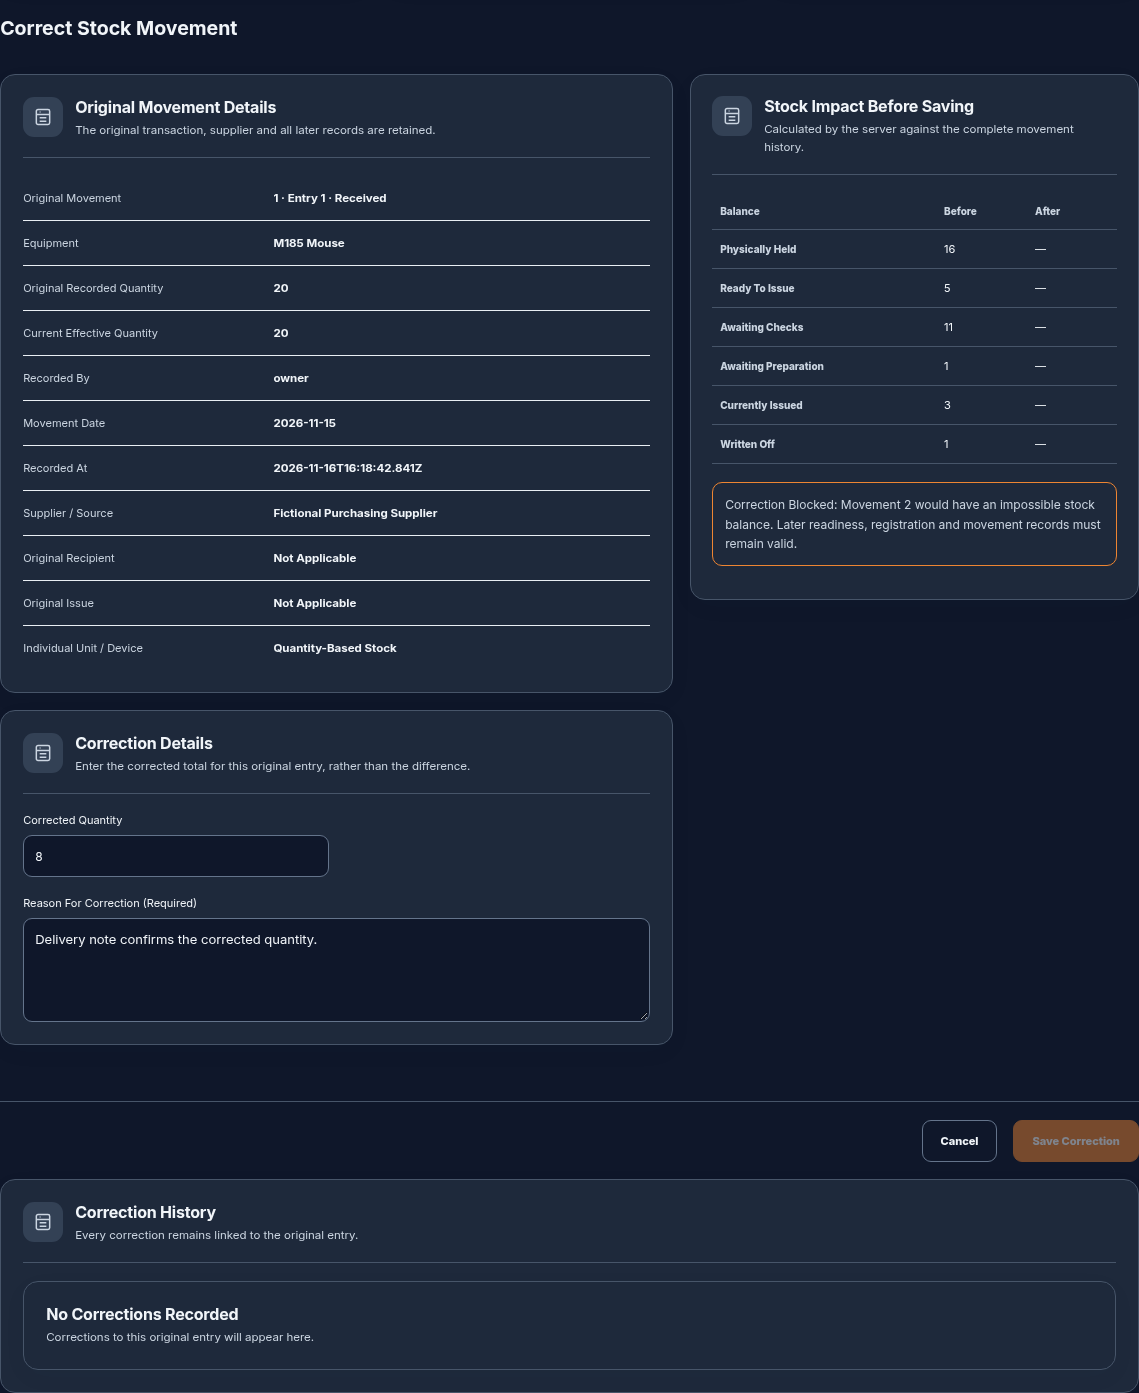 Correct Stock Movement
Original Movement Details
The original transaction, supplier and all later records are retained.
Original Movement 1 · Entry 1 · Received
Equipment M185 Mouse
Original Recorded Quantity 20
Current Effective Quantity 20
Recorded By owner
Movement Date 2026-11-15
Recorded At 2026-11-16T16:18:42.841Z
Supplier / Source Fictional Purchasing Supplier
Original Recipient Not Applicable
Original Issue Not Applicable
Individual Unit / Device Quantity-Based Stock
Stock Impact Before Saving
Calculated by the server against the complete movement
history.
Balance Before After
Physically Held 16 —
Ready To Issue 5 —
Awaiting Checks 11 —
Awaiting Preparation 1 —
Currently Issued 3 —
Written Off 1 —
Correction Blocked: Movement 2 would have an impossible stock
balance. Later readiness, registration and movement records must
remain valid.
Correction Details
Enter the corrected total for this original entry, rather than the difference.
Corrected Quantity
8
Reason For Correction (Required)
Delivery note confirms the corrected quantity.
Cancel Save Correction
Correction History
Every correction remains linked to the original entry.
No Corrections Recorded
Corrections to this original entry will appear here.